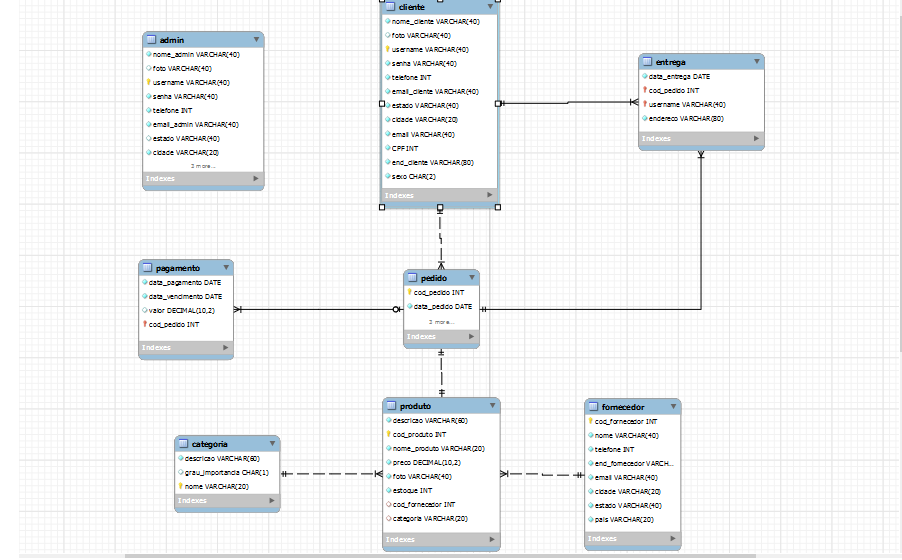 cliente
nome_cliente VARCHAR(40)
foto VARCHAR(40)
username VARCHAR(40)
senha VARCHAR(40)
telefone INT
email_cliente VARCHAR(40)
estado VARCHAR(40)
cidade VARCHAR(20)
email VARCHAR(40)
CPF INT
end_cliente VARCHAR(80)
sexo CHAR(2)
Indexes
admin
nome_admin VARCHAR(40)
foto VARCHAR(40)
username VARCHAR(40)
senha VARCHAR(40)
telefone INT
email_admin VARCHAR(40)
estado VARCHAR(40)
cidade VARCHAR(20)
3 more...
Indexes
entrega
data_entrega DATE
cod_pedido INT
username VARCHAR(40)
endereco VARCHAR(80)
Indexes
pagamento
data_pagamento DATE
data_vencimento DATE
valor DECIMAL(10,2)
cod_pedido INT
Indexes
pedido
cod_pedido INT
data_pedido DATE
3 more...
Indexes
produto
descricao VARCHAR(60)
cod_produto INT
nome_produto VARCHAR(20)
preco DECIMAL(10,2)
foto VARCHAR(40)
estoque INT
cod_fornecedor INT
categoria VARCHAR(20)
Indexes
fornecedor
cod_fornecedor INT
nome VARCHAR(40)
telefone INT
end_fornecedor VARCH...
email VARCHAR(40)
cidade VARCHAR(20)
estado VARCHAR(40)
pais VARCHAR(20)
Indexes
categoria
descricao VARCHAR(60)
grau_importancia CHAR(1)
nome VARCHAR(20)
Indexes